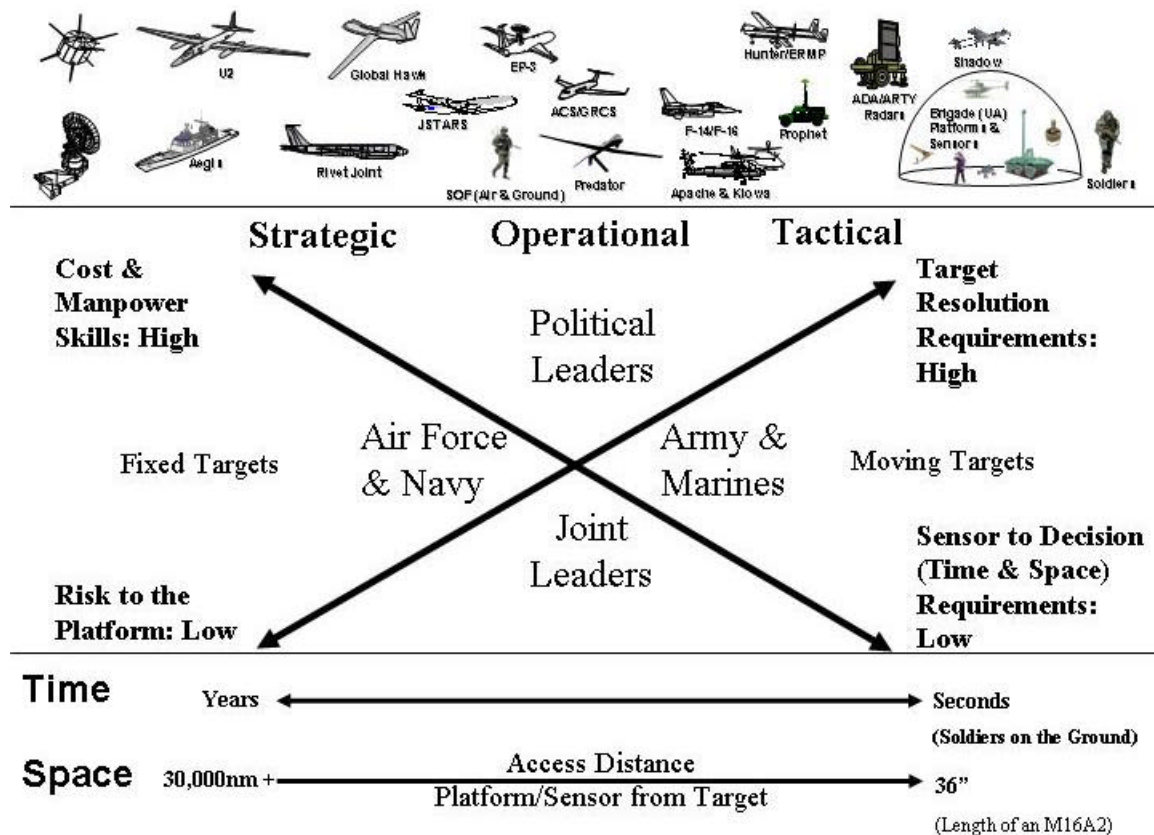 U2
Global Hawk
EP-3
Hunter/ERMP
Shadow
JSTARS
ACS/GRCS
F-14/F-16
Prophet
ADA/ARTY
Radars
Brigade (UA)
Platforms &
Sensors
Aegis
Rivet Joint
SOF (Air & Ground)
Predator
Apache & Kiowa
Soldiers
Strategic
Operational
Tactical
Cost &
Manpower
Skills: High
Political
Leaders
Target
Resolution
Requirements:
High
Fixed Targets
Air Force
& Navy
Army &
Marines
Moving Targets
Joint
Leaders
Risk to the
Platform: Low
Sensor to Decision
(Time & Space)
Requirements:
Low
Time
Years
Seconds
(Soldiers on the Ground)
Space
30,000nm +
Access Distance
Platform/Sensor from Target
36”
(Length of an M16A2)